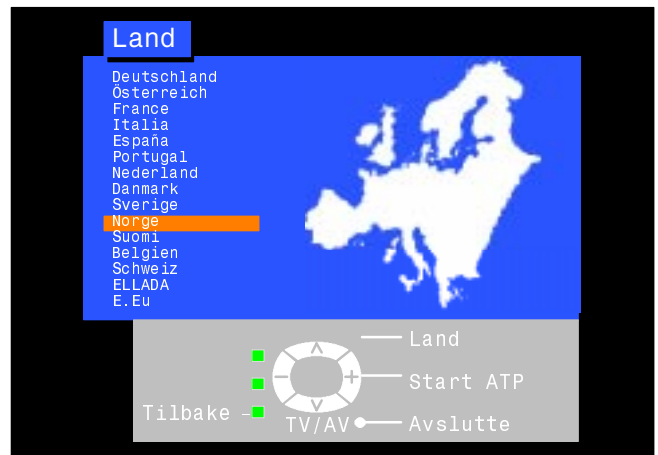 Land
Deutschland
Österreich
France
Italia
España
Portugal
Nederland
Danmark
Sverige
Norge
Suomi
Belgien
Schweiz
ELLADA
E.Eu
Land
Start ATP
Tilbake
TV/AV
Avslutte